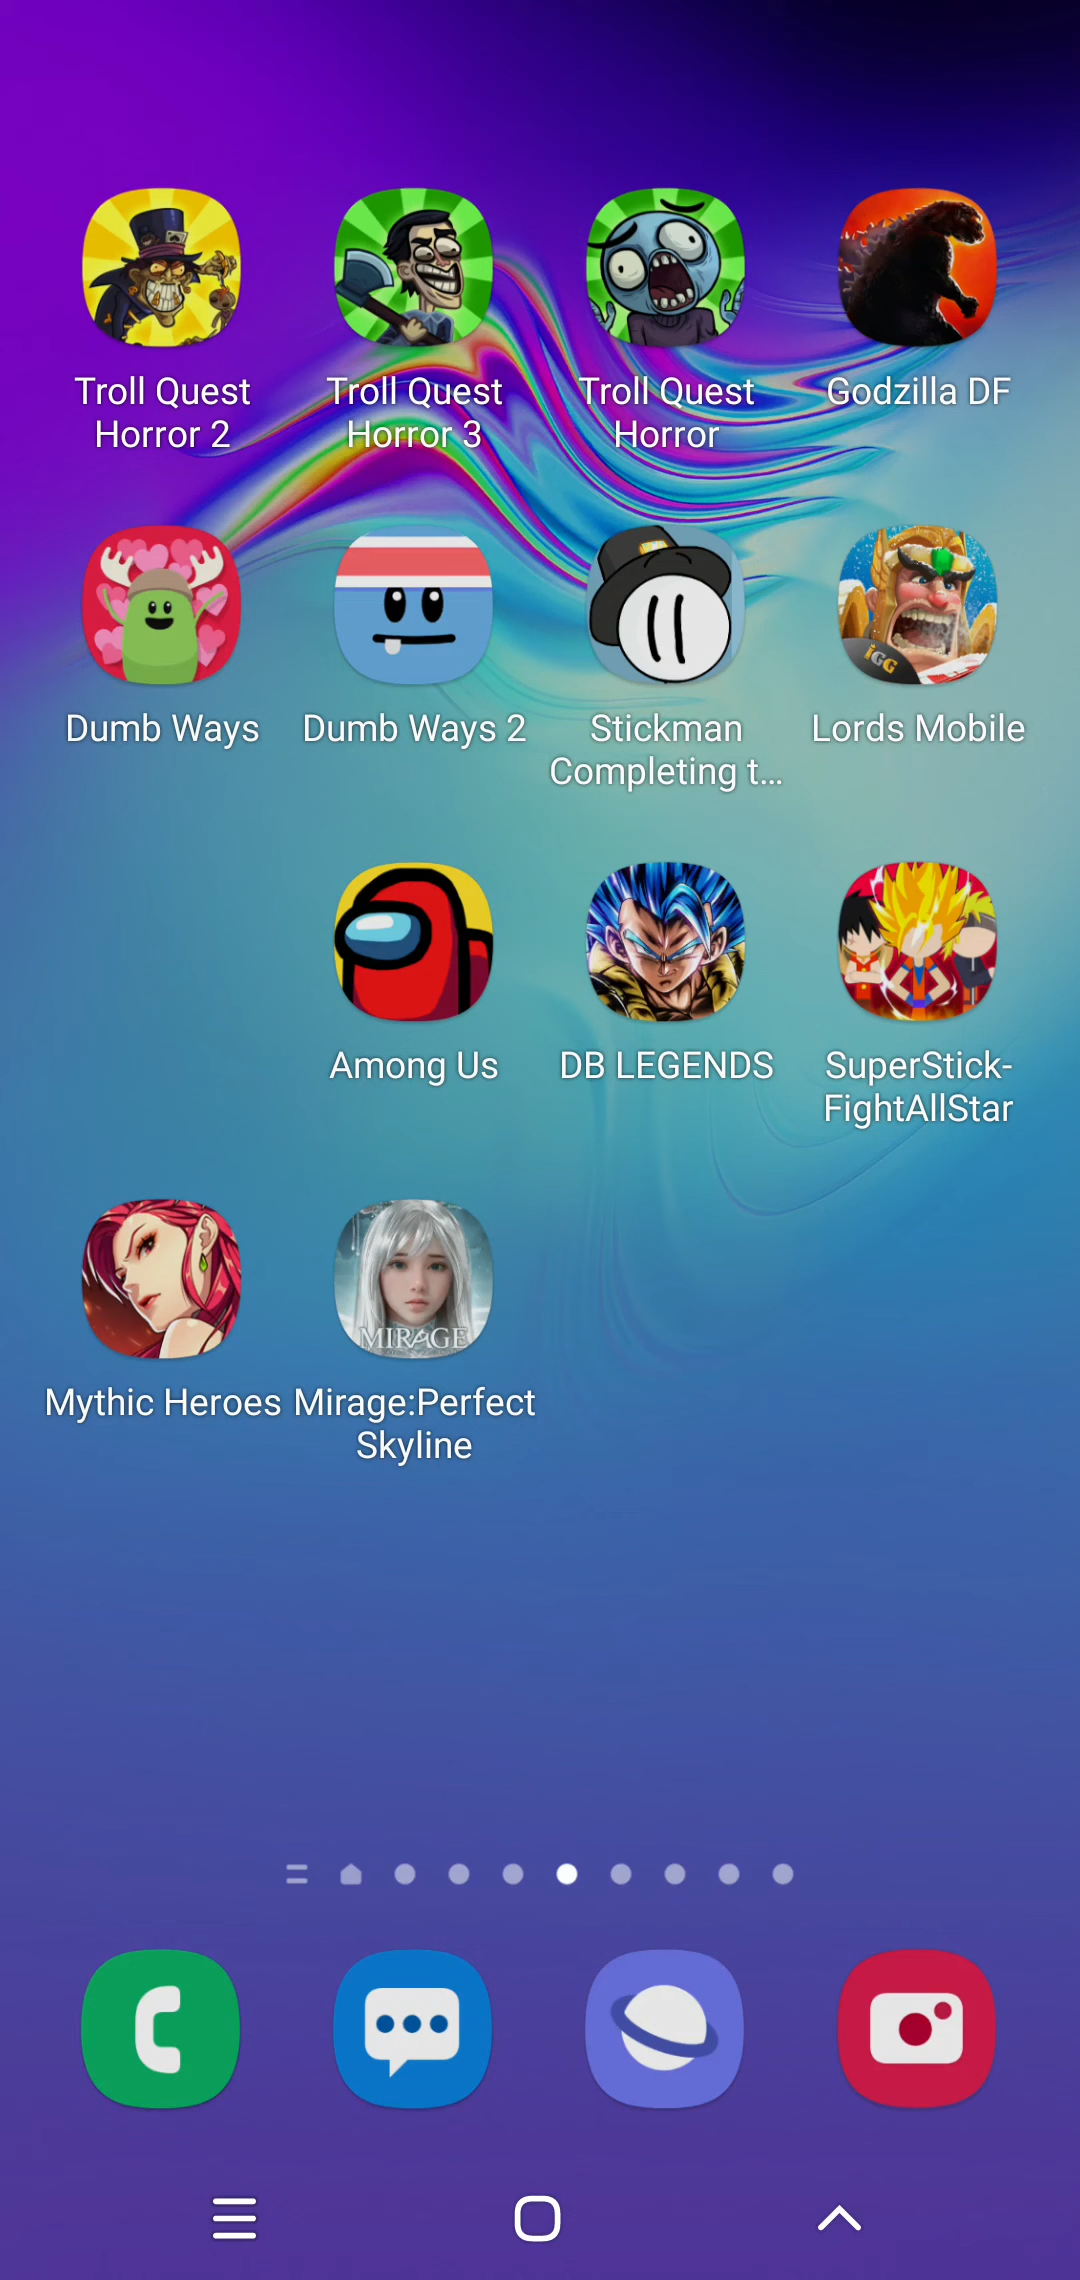 Troll Quest
Horror 2
Troll Quest
Horror 3
Troll Quest
Horror
Godzilla DF
IGG
Dumb Ways
Dumb Ways 2
Stickman
Completing t...
Lords Mobile
Among Us
DB LEGENDS
SuperStick-
FightAllStar
MIRAGE
Mythic Heroes
Mirage:Perfect
Skyline